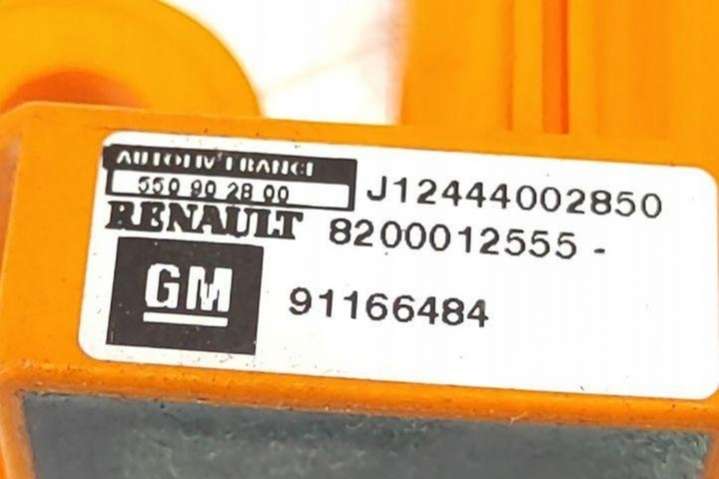 AUTOLIV FRANCE
550 90 28 00
J12444002850
RENAULT 8200012555 -
GM 91166484